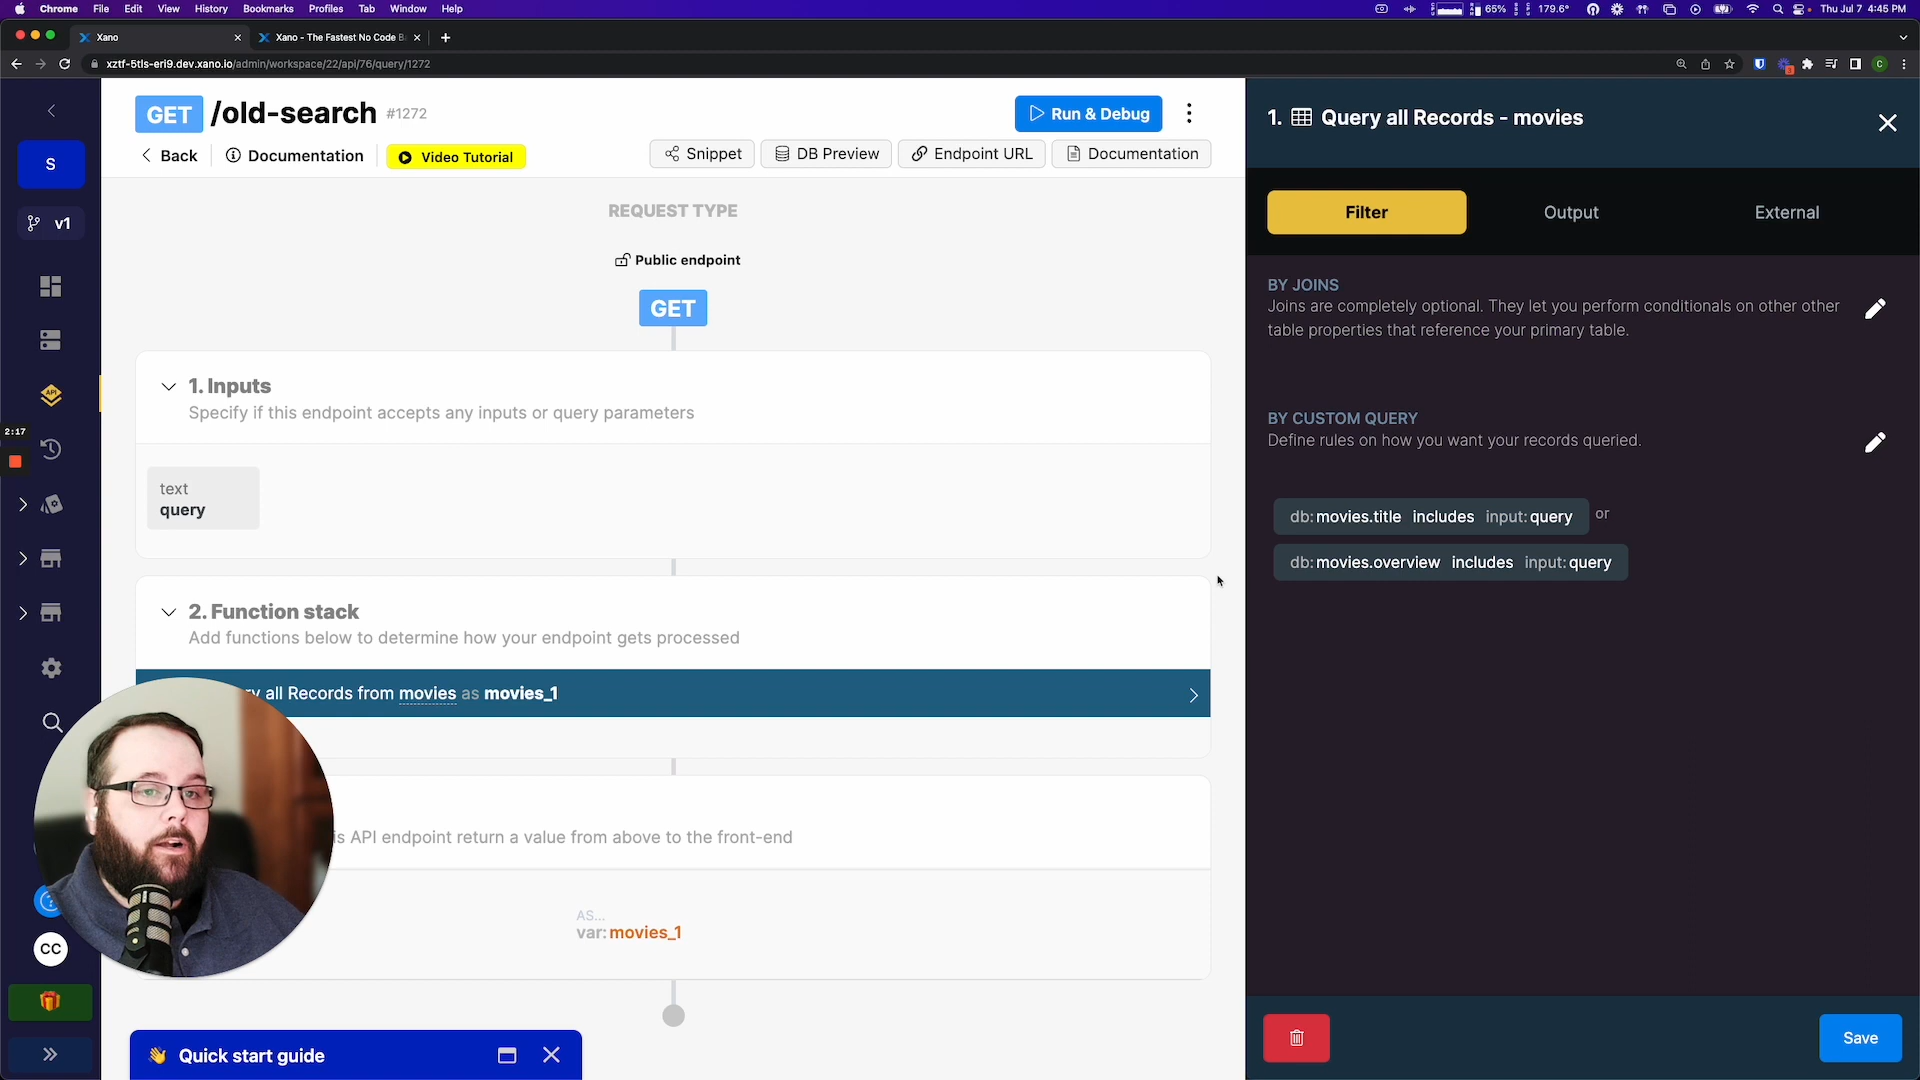 Chrome File Edit View History Bookmarks Profiles Tab Window Help
65% 179.6° Thu Jul 7 4:45 PM
Xano
Xano - The Fastest No Code B
xztf-5tls-eri9.dev.xano.io/admin/workspace/22/api/76/query/1272
S
v1
API
2:17
CC
GET /old-search #1272
Run & Debug
Back
Documentation
Video Tutorial
Snippet
DB Preview
Endpoint URL
Documentation
REQUEST TYPE
Public endpoint
GET
1. Inputs
Specify if this endpoint accepts any inputs or query parameters
text
query
2. Function stack
Add functions below to determine how your endpoint gets processed
all Records from movies as movies_1
API endpoint return a value from above to the front-end
AS...
var: movies_1
Quick start guide
1. Query all Records - movies
Filter
Output
External
BY JOINS
Joins are completely optional. They let you perform conditionals on other other
table properties that reference your primary table.
BY CUSTOM QUERY
Define rules on how you want your records queried.
db: movies.title includes input: query or
db: movies.overview includes input: query
Save